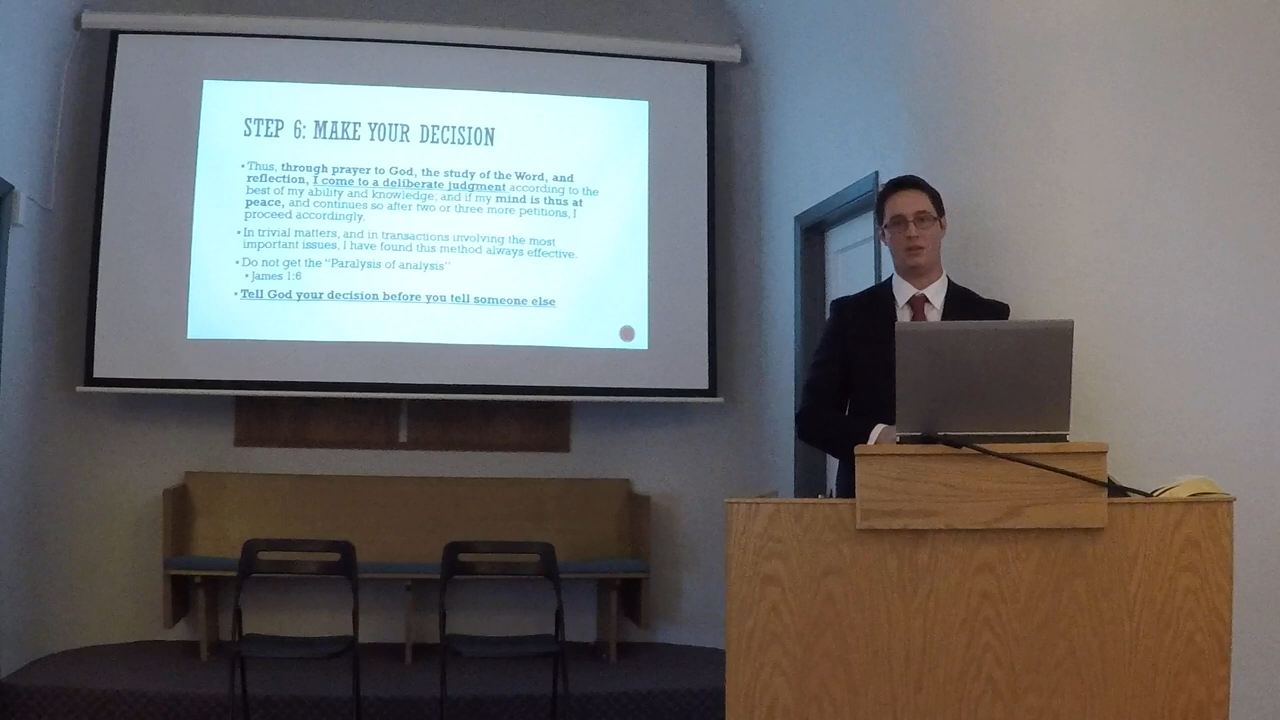 STEP 6: MAKE YOUR DECISION
▪ Thus, through prayer to God, the study of the Word, and
reflection, I come to a deliberate judgment according to the
best of my ability and knowledge; and if my mind is thus at
peace, and continues so after two or three more petitions, I
proceed accordingly.
▪ In trivial matters, and in transactions involving the most
important issues, I have found this method always effective.
▪ Do not get the "Paralysis of analysis"
▪ James 1:6
▪ Tell God your decision before you tell someone else